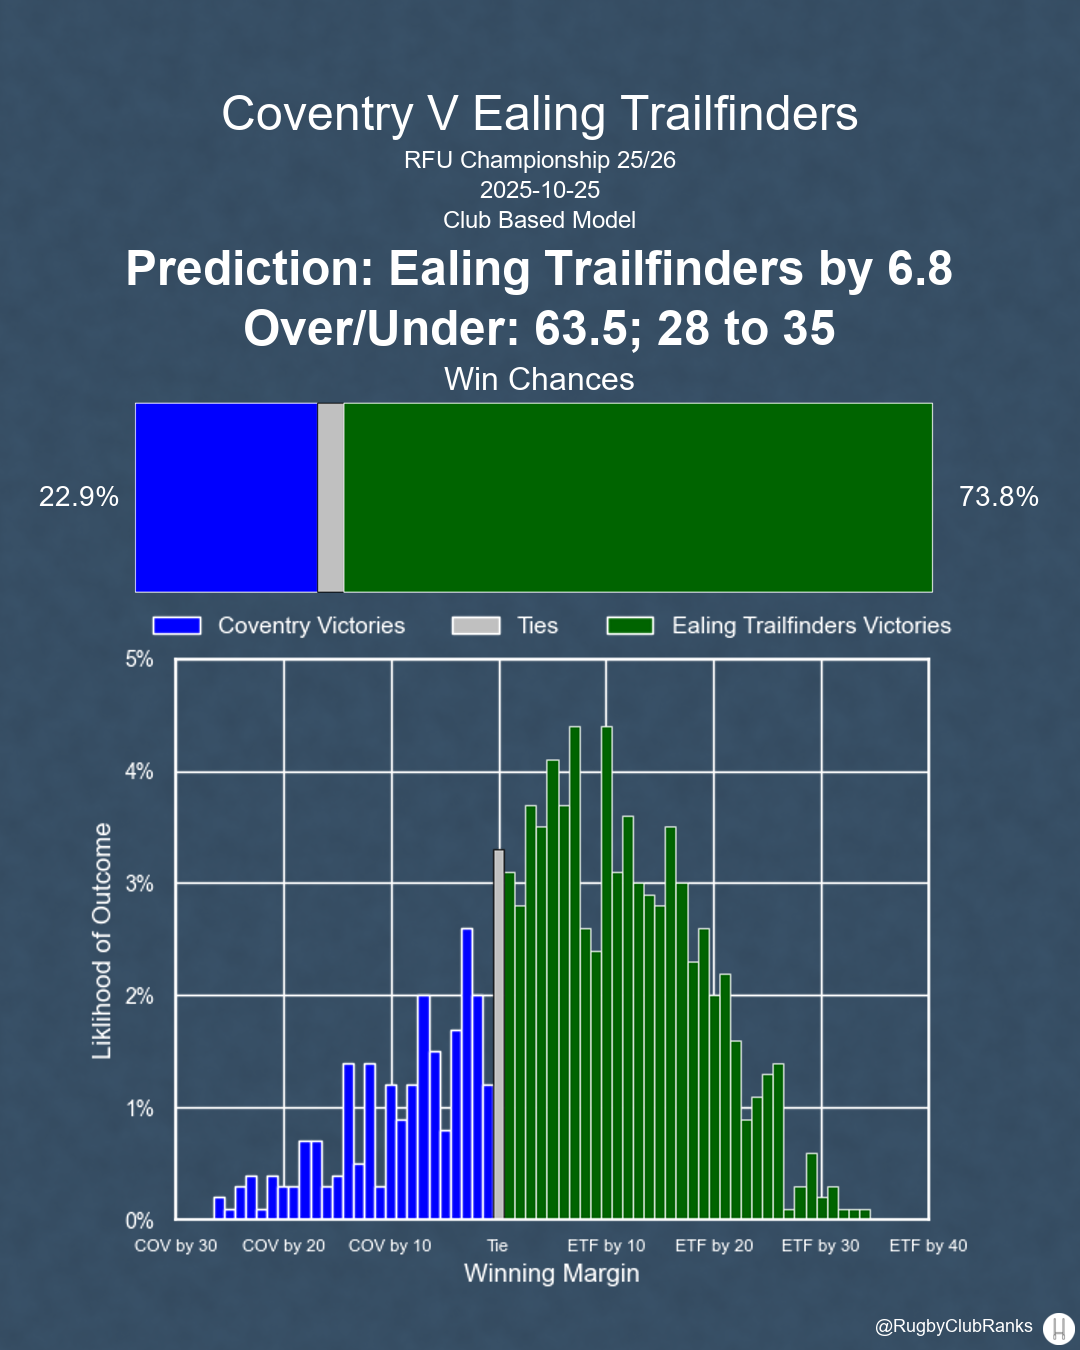 Coventry V Ealing Trailfinders
RFU Championship 25/26
2025-10-25
Club Based Model
Prediction: Ealing Trailfinders by 6.8
Over/Under: 63.5; 28 to 35
Win Chances
22.9%
73.8%
Coventry Victories
Ties
Ealing Trailfinders Victories
5%
4%
3%
2%
1%
0%
Liklihood of Outcome
COV by 30
COV by 20
COV by 10
Tie
ETF by 10
ETF by 20
ETF by 30
ETF by 40
Winning Margin
@RugbyClubRanks